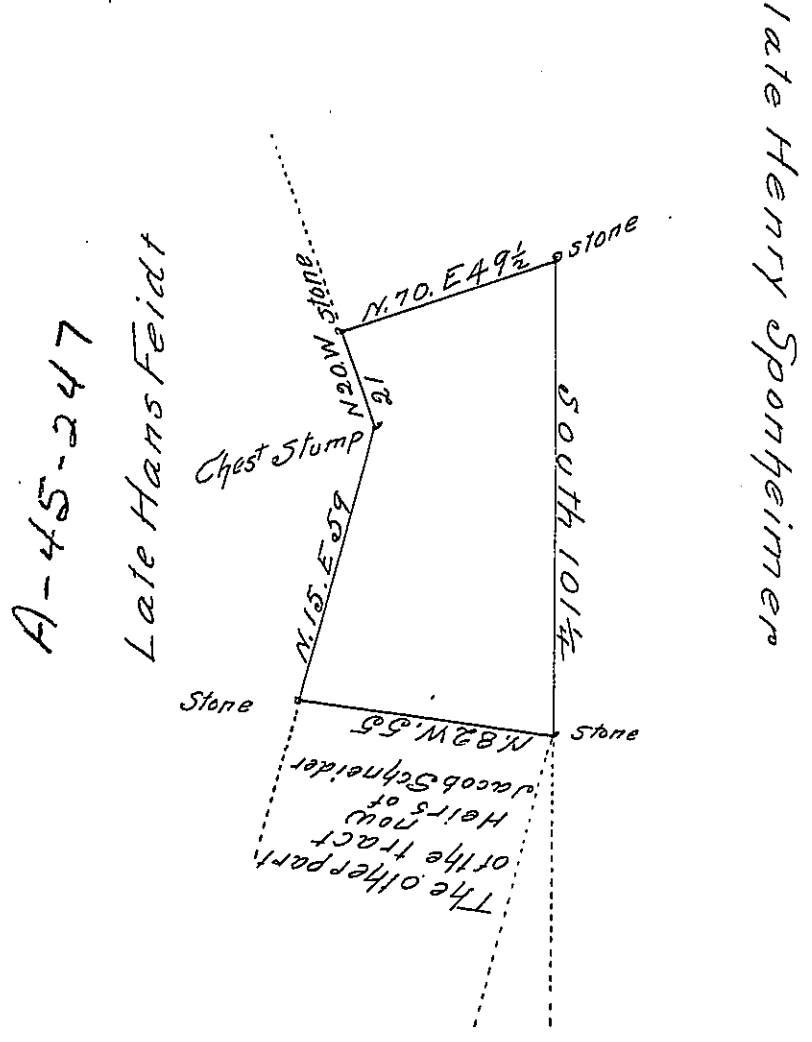 A-45-247
Late Hans Feidt
late Henry Sponheimer
stone
N.70.E49½
stone
N20.W
21
Chest Stump
N.15.E59
South 101¼
Stone
Stone
N.82W.55
The other part
of the tract
now
Heirs of
Jacob Schneider